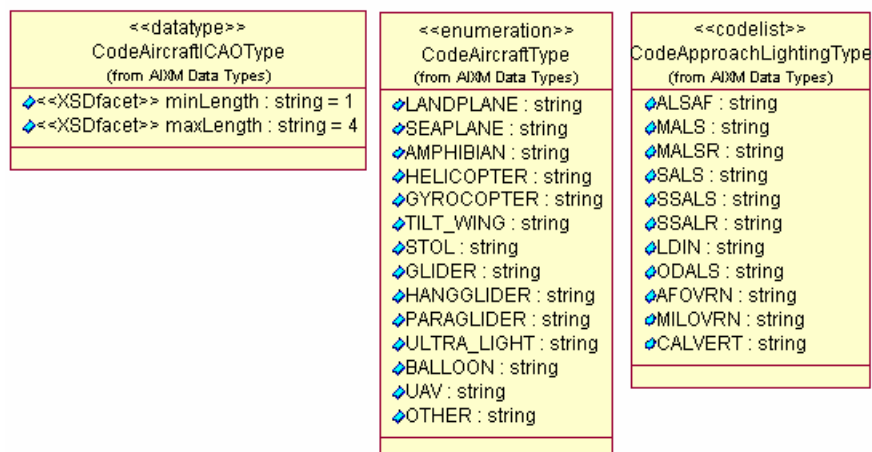 <<datatype>>
CodeAircraftICAOType
(from AIXM Data Types)
<<XSDfacet>> minLength : string = 1
<<XSDfacet>> maxLength : string = 4
<<enumeration>>
CodeAircraftType
(from AIXM Data Types)
LANDPLANE : string
SEAPLANE : string
AMPHIBIAN : string
HELICOPTER : string
GYROCOPTER : string
TILT_WING : string
STOL : string
GLIDER : string
HANGGLIDER : string
PARAGLIDER : string
ULTRA_LIGHT : string
BALLOON : string
UAV : string
OTHER : string
<<codelist>>
CodeApproachLightingType
(from AIXM Data Types)
ALSAF : string
MALS : string
MALSR : string
SALS : string
SSALS : string
SSALR : string
LDIN : string
ODALS : string
AFOVRN : string
MILOVRN : string
CALVERT : string